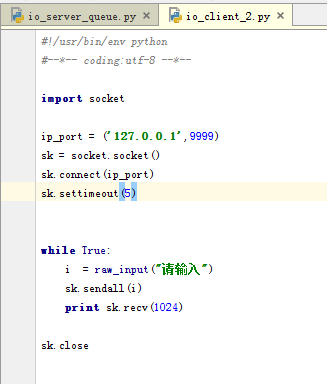 io_server_queue.py × io_client_2.py ×
#!/usr/bin/env python
#--*-- coding:utf-8 --*--
import socket
ip_port = ('127.0.0.1',9999)
sk = socket.socket()
sk.connect(ip_port)
sk.settimeout(5)
while True:
    i  = raw_input("请输入")
    sk.sendall(i)
    print sk.recv(1024)
sk.close